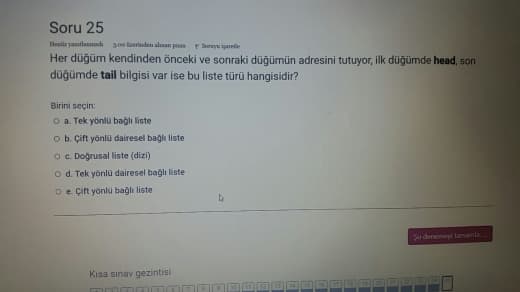 Soru 25
Henüz yanıtlanmadı 3,00 üzerinden alınan puan Soruyu işaretle
Her düğüm kendinden önceki ve sonraki düğümün adresini tutuyor, ilk düğümde head, son
düğümde tail bilgisi var ise bu liste türü hangisidir?
Birini seçin:
a. Tek yönlü bağlı liste
b. Çift yönlü dairesel bağlı liste
c. Doğrusal liste (dizi)
d. Tek yönlü dairesel bağlı liste
e. Çift yönlü bağlı liste
Şu denemeyi tamamla...
Kısa sınav gezintisi